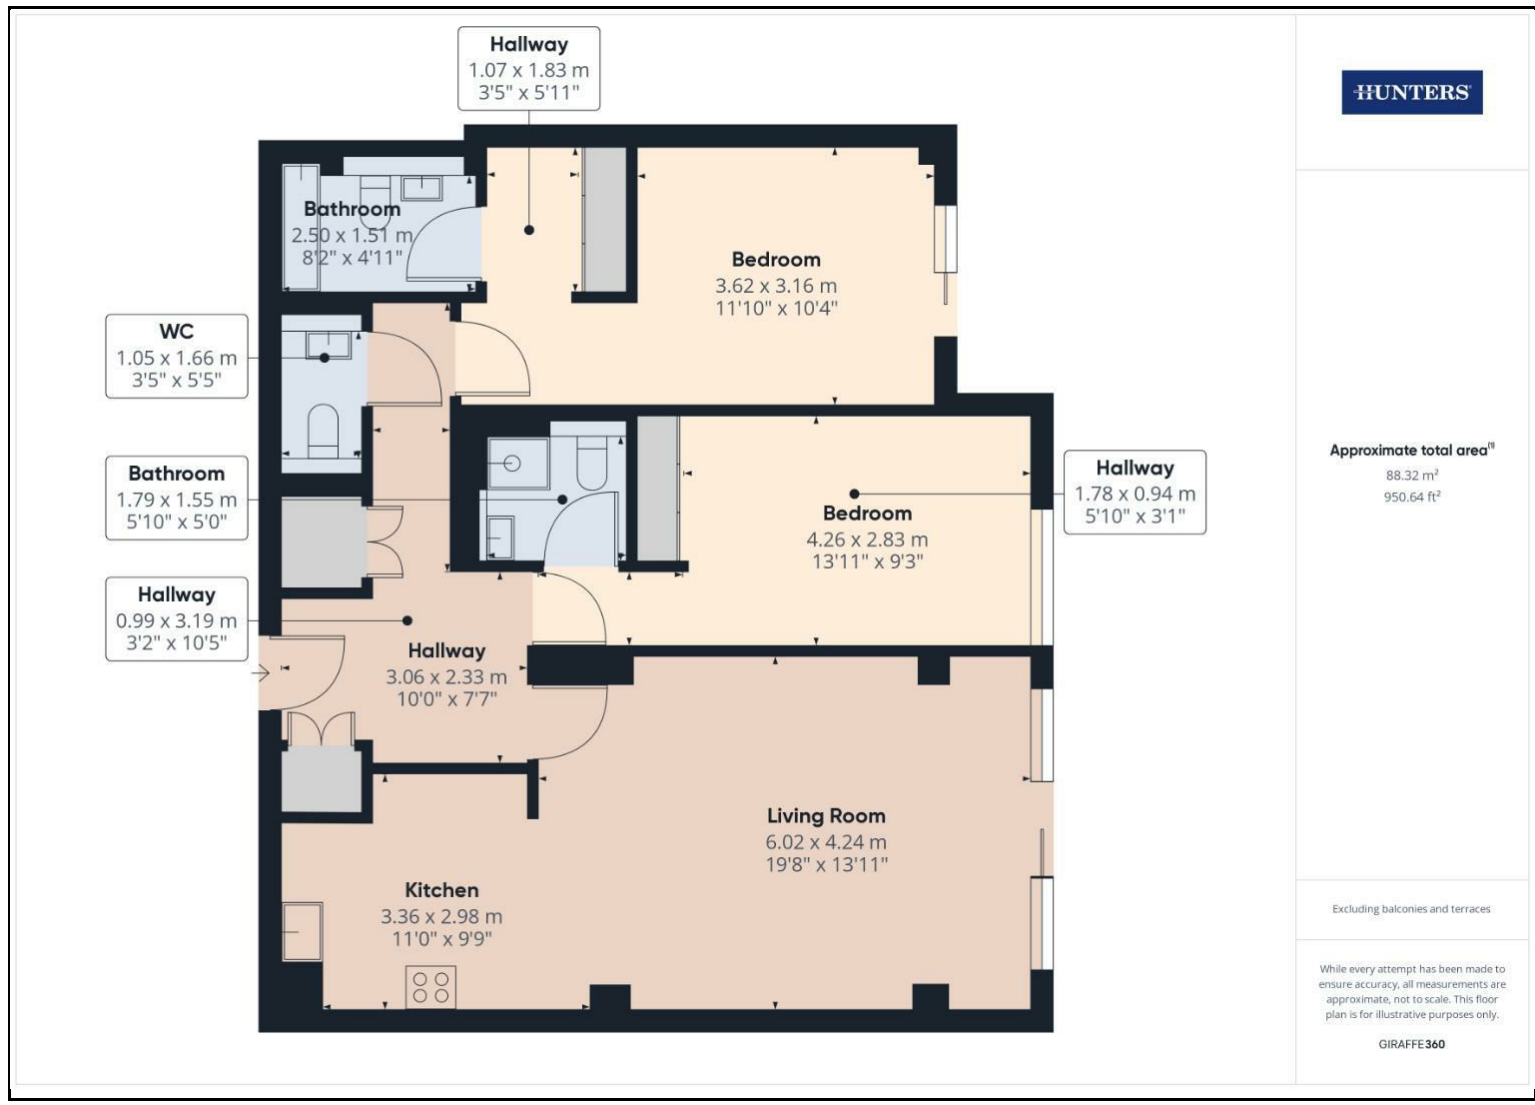 Hallway
1.07 x 1.83 m
3'5" x 5'11"
HUNTERS
Bathroom
2.50 x 1.51 m
8'2" x 4'11"
Bedroom
3.62 x 3.16 m
11'10" x 10'4"
WC
1.05 x 1.66 m
3'5" x 5'5"
Bathroom
1.79 x 1.55 m
5'10" x 5'0"
Hallway
1.78 x 0.94 m
5'10" x 3'1"
Bedroom
4.26 x 2.83 m
13'11" x 9'3"
Approximate total area⁽¹⁾
88.32 m²
950.64 ft²
Hallway
0.99 x 3.19 m
3'2" x 10'5"
Hallway
3.06 x 2.33 m
10'0" x 7'7"
Living Room
6.02 x 4.24 m
19'8" x 13'11"
Kitchen
3.36 x 2.98 m
11'0" x 9'9"
Excluding balconies and terraces
While every attempt has been made to
ensure accuracy, all measurements are
approximate, not to scale. This floor
plan is for illustrative purposes only.
GIRAFFE360